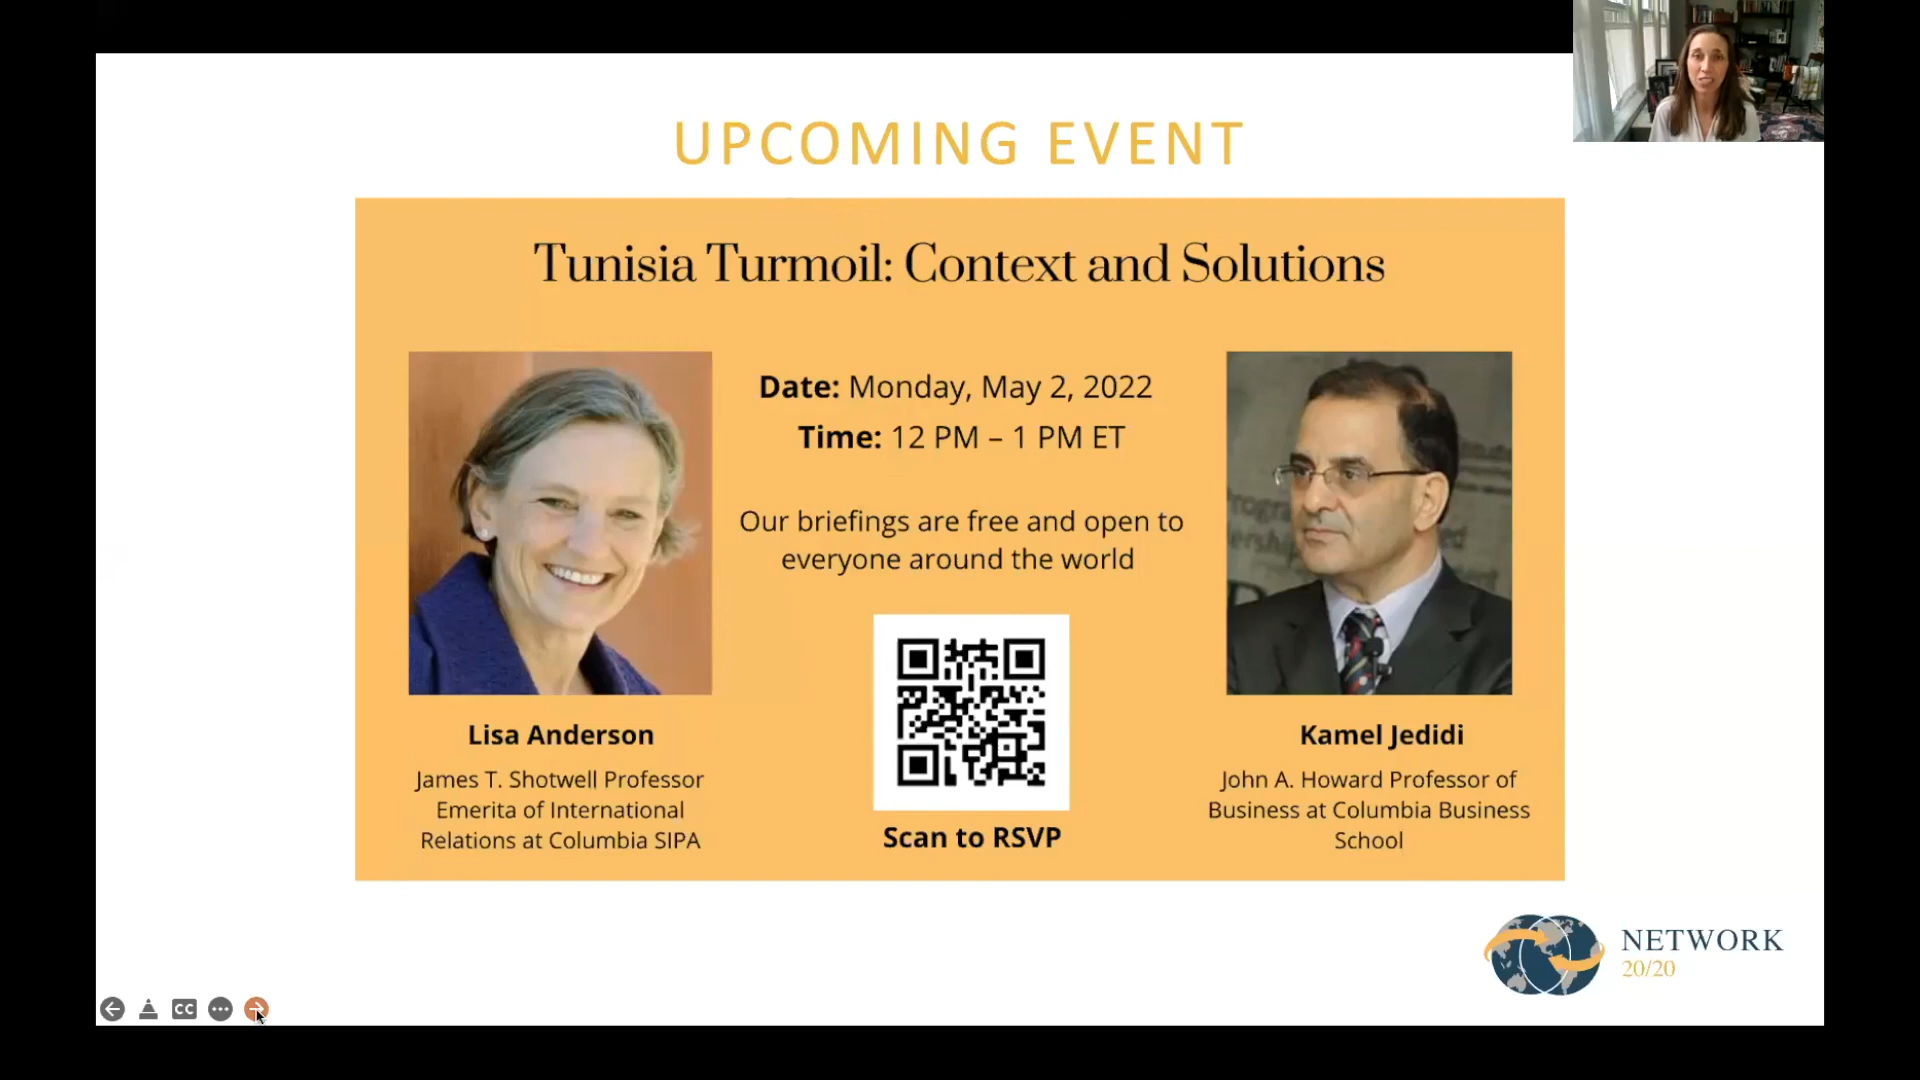 UPCOMING EVENT
Tunisia Turmoil: Context and Solutions
Date: Monday, May 2, 2022
Time: 12 PM – 1 PM ET
Our briefings are free and open to
everyone around the world
Scan to RSVP
Lisa Anderson
James T. Shotwell Professor
Emerita of International
Relations at Columbia SIPA
Kamel Jedidi
John A. Howard Professor of
Business at Columbia Business
School
NETWORK
20/20
CC